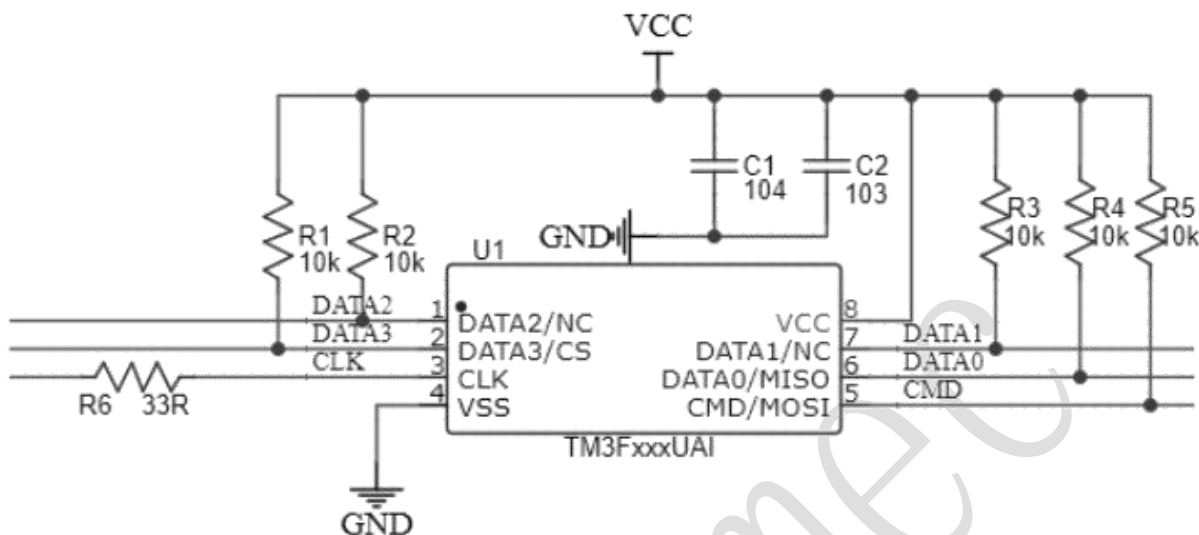 VCC
C1
104
C2
103
R1
10k
R2
10k
R3
10k
R4
10k
R5
10k
GND
U1
DATA2
1
DATA2/NC
DATA3
2
DATA3/CS
CLK
3
CLK
4
VSS
R6 33R
8
VCC
7
DATA1/NC
DATA1
6
DATA0/MISO
DATA0
5
CMD/MOSI
CMD
TM3FxxxUAI
GND